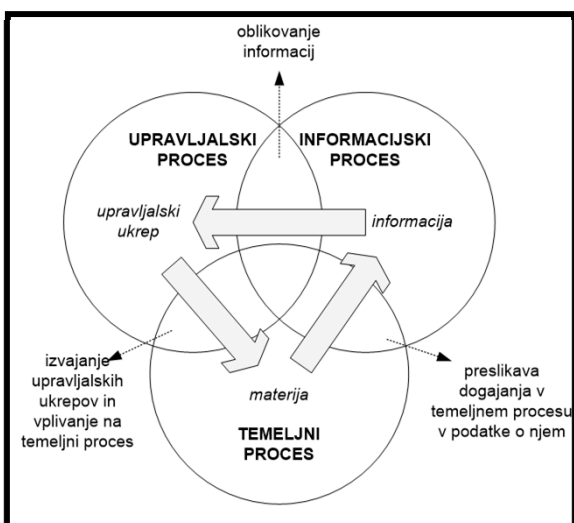 oblikovanje
informacij
UPRAVLJALSKI
PROCES
INFORMACIJSKI
PROCES
upravljalski
ukrep
informacija
izvajanje
upravljalskih
ukrepov in
vplivanje na
temeljni proces
materija
TEMELJNI
PROCES
preslikava
dogajanja v
temeljnem procesu
v podatke o njem